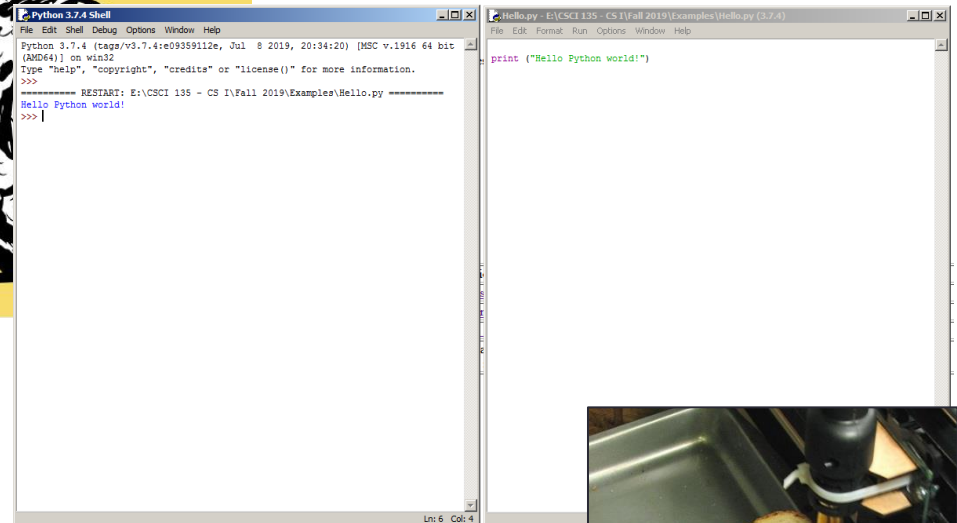 Python 3.7.4 Shell
File Edit Shell Debug Options Window Help
Python 3.7.4 (tags/v3.7.4:e09359112e, Jul  8 2019, 20:34:20) [MSC v.1916 64 bit
(AMD64)] on win32
Type "help", "copyright", "credits" or "license()" for more information.
>>>
========== RESTART: E:\CSCI 135 - CS I\Fall 2019\Examples\Hello.py ==========
Hello Python world!
>>>
Ln: 6 Col: 4
Hello.py - E:\CSCI 135 - CS I\Fall 2019\Examples\Hello.py (3.7.4)
File Edit Format Run Options Window Help
print ("Hello Python world!")